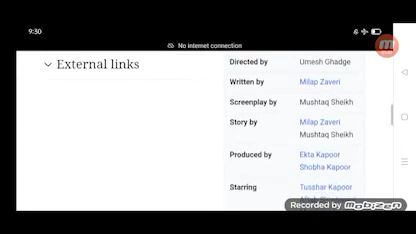 9:30
No internet connection
External links
Directed by Umesh Ghadge
Written by Milap Zaveri
Screenplay by Mushtaq Sheikh
Story by Milap Zaveri
Mushtaq Sheikh
Produced by Ekta Kapoor
Shobha Kapoor
Starring Tusshar Kapoor
Recorded by mobizen